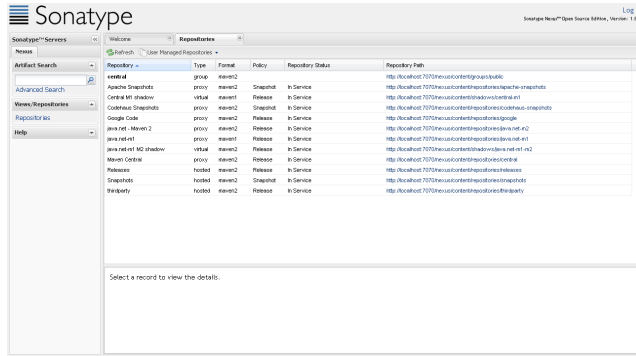 Sonatype
Log
Sonatype Nexus™ Open Source Edition, Version: 1.0
Sonatype™ Servers
Nexus
Artifact Search
Advanced Search
Views/Repositories
Repositories
Help
Welcome Repositories
Refresh User Managed Repositories
Repository Type Format Policy Repository Status Repository Path
central group maven2 http://localhost:7070/nexus/content/groups/public
Apache Snapshots proxy maven2 Snapshot In Service http://localhost:7070/nexus/content/repositories/apache-snapshots
Central M1 shadow virtual maven1 Release In Service http://localhost:7070/nexus/content/shadows/central-m1
Codehaus Snapshots proxy maven2 Snapshot In Service http://localhost:7070/nexus/content/repositories/codehaus-snapshots
Google Code proxy maven2 Release In Service http://localhost:7070/nexus/content/repositories/google
java.net - Maven 2 proxy maven2 Release In Service http://localhost:7070/nexus/content/repositories/java.net-m2
java.net-m1 proxy maven1 Release In Service http://localhost:7070/nexus/content/repositories/java.net-m1
java.net-m1 M2 shadow virtual maven2 Release In Service http://localhost:7070/nexus/content/shadows/java.net-m1-m2
Maven Central proxy maven2 Release In Service http://localhost:7070/nexus/content/repositories/central
Releases hosted maven2 Release In Service http://localhost:7070/nexus/content/repositories/releases
Snapshots hosted maven2 Snapshot In Service http://localhost:7070/nexus/content/repositories/snapshots
thirdparty hosted maven2 Release In Service http://localhost:7070/nexus/content/repositories/thirdparty
Select a record to view the details.